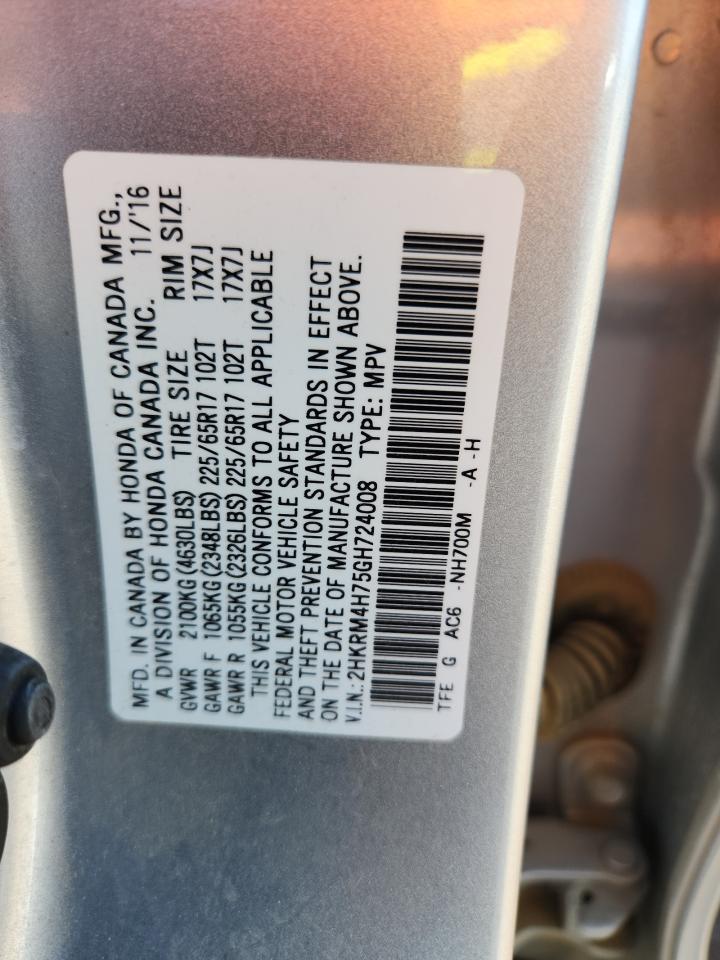 MFD. IN CANADA BY HONDA OF CANADA MFG.,
A DIVISION OF HONDA CANADA INC. 11/'16
GVWR 2100KG (4630LBS) TIRE SIZE RIM SIZE
GAWR F 1065KG (2348LBS) 225/65R17 102T 17X7J
GAWR R 1055KG (2326LBS) 225/65R17 102T 17X7J
THIS VEHICLE CONFORMS TO ALL APPLICABLE
FEDERAL MOTOR VEHICLE SAFETY
AND THEFT PREVENTION STANDARDS IN EFFECT
ON THE DATE OF MANUFACTURE SHOWN ABOVE.
V.I.N.: 2HKRM4H75GH724008 TYPE: MPV
TFE G AC6 -NH700M -A -H